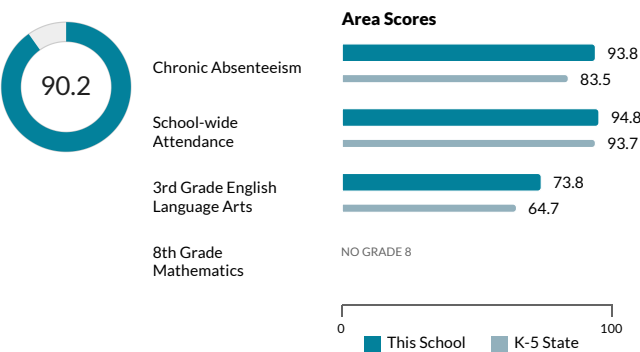 Area Scores
90.2
Chronic Absenteeism
93.8
83.5
School-wide
Attendance
94.8
93.7
3rd Grade English
Language Arts
73.8
64.7
8th Grade
Mathematics
NO GRADE 8
0
100
This School
K-5 State